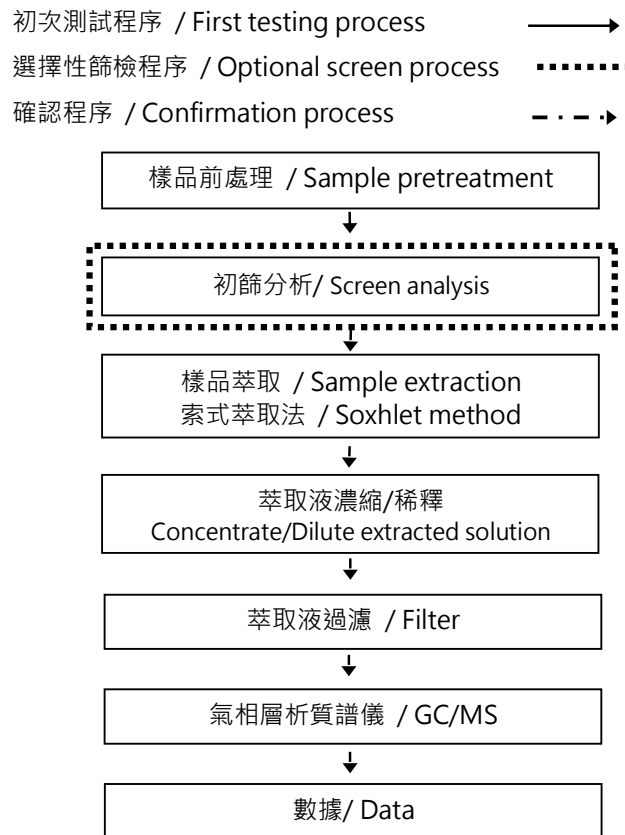 初次測試程序 / First testing process
選擇性篩檢程序 / Optional screen process
確認程序 / Confirmation process
樣品前處理 / Sample pretreatment
初篩分析/ Screen analysis
樣品萃取 / Sample extraction
索式萃取法 / Soxhlet method
萃取液濃縮/稀釋
Concentrate/Dilute extracted solution
萃取液過濾 / Filter
氣相層析質譜儀 / GC/MS
數據/ Data